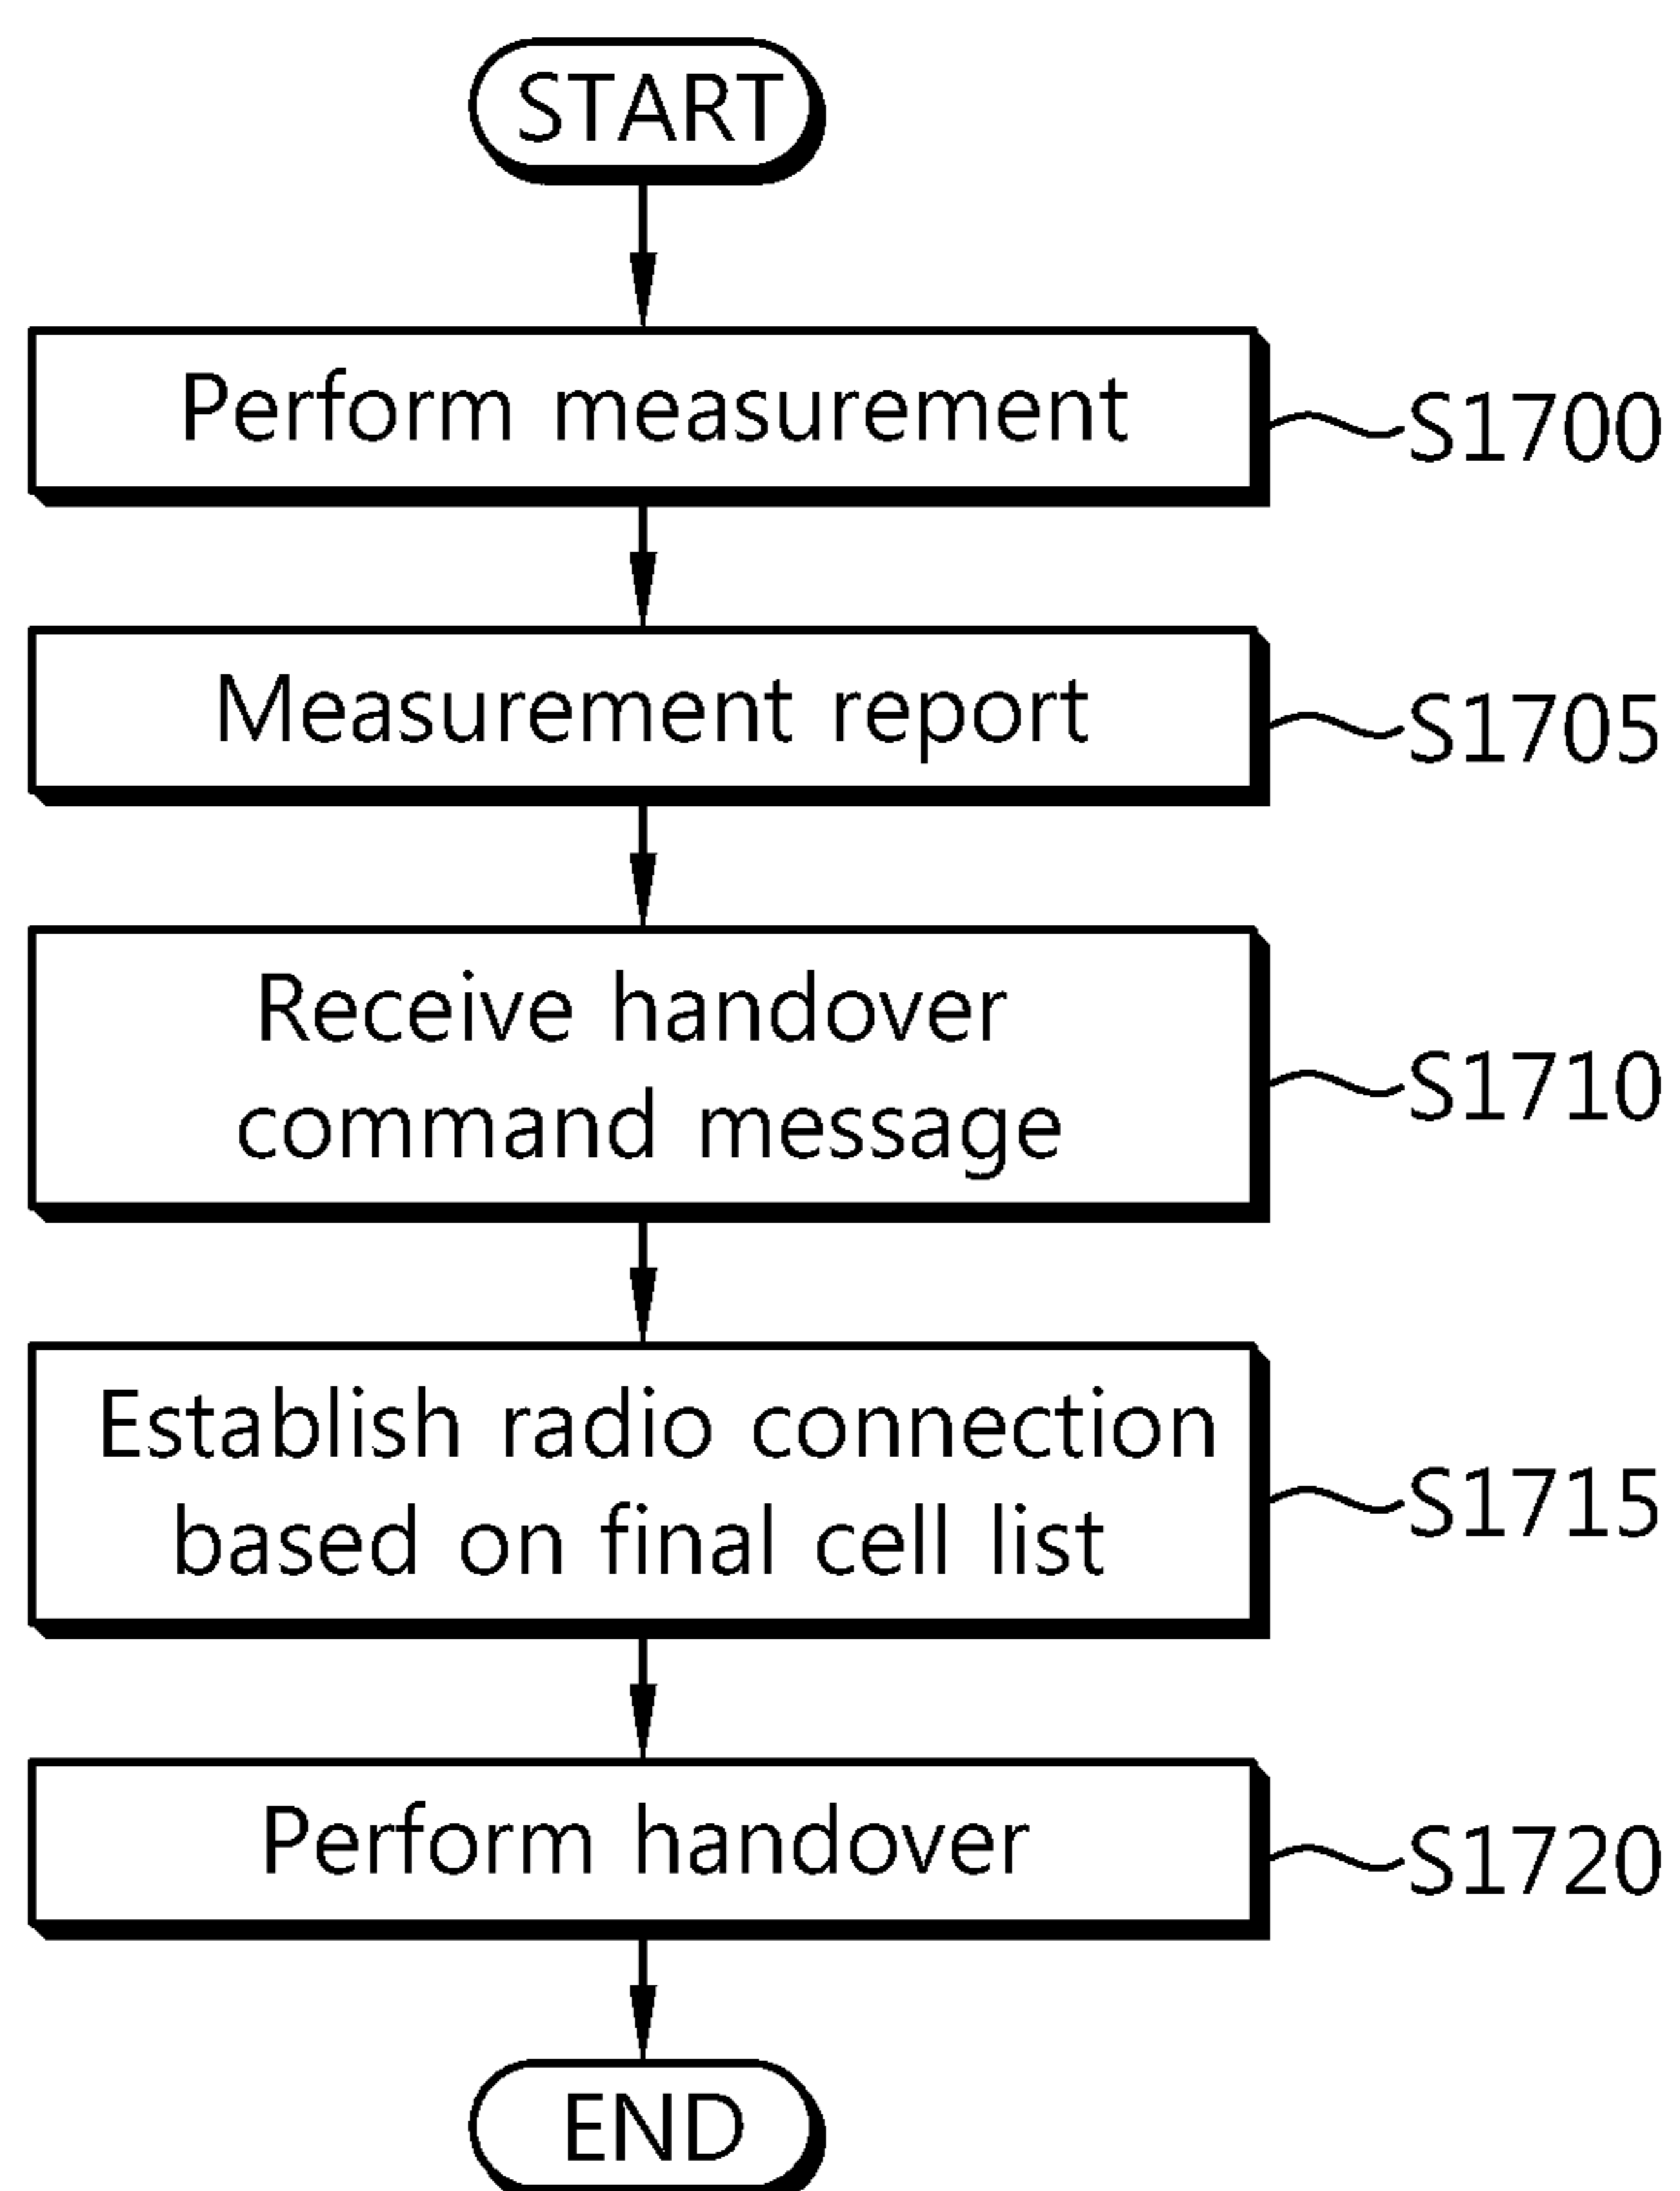 START
Perform measurement
S1700
Measurement report
S1705
Receive handover
command message
S1710
Establish radio connection
based on final cell list
S1715
Perform handover
S1720
END